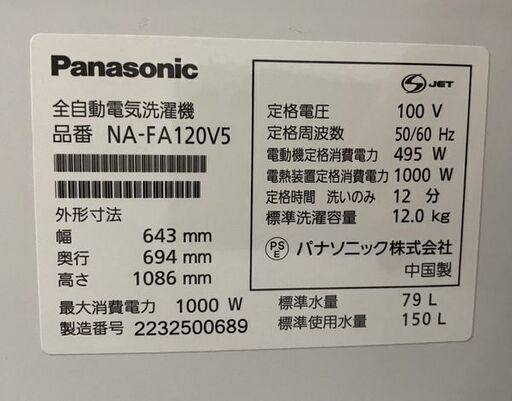 Panasonic
全自動電気洗濯機
品番 NA-FA120V5
外形寸法
幅 643 mm
奥行 694 mm
高さ 1086 mm
最大消費電力 1000 W
製造番号 2232500689
S JET
定格電圧 100 V
定格周波数 50/60 Hz
電動機定格消費電力 495 W
電熱装置定格消費電力 1000 W
定格時間 洗いのみ 12 分
標準洗濯容量 12.0 kg
PS E パナソニック株式会社
中国製
標準水量 79 L
標準使用水量 150 L